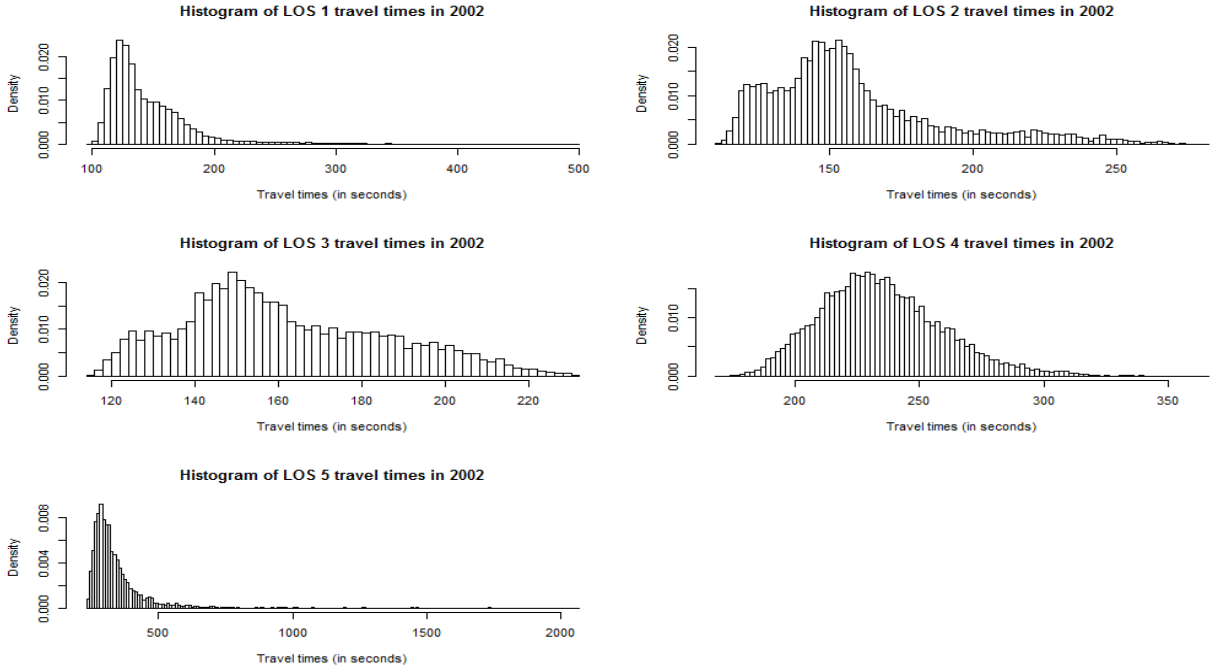 Histogram of LOS 1 travel times in 2002
Density
0.000 0.010 0.020
100 200 300 400 500
Travel times (in seconds)
Histogram of LOS 2 travel times in 2002
Density
0.000 0.010 0.020
150 200 250
Travel times (in seconds)
Histogram of LOS 3 travel times in 2002
Density
0.000 0.010 0.020
120 140 160 180 200 220
Travel times (in seconds)
Histogram of LOS 4 travel times in 2002
Density
0.000 0.010
200 250 300 350
Travel times (in seconds)
Histogram of LOS 5 travel times in 2002
Density
0.000 0.004 0.008
500 1000 1500 2000
Travel times (in seconds)